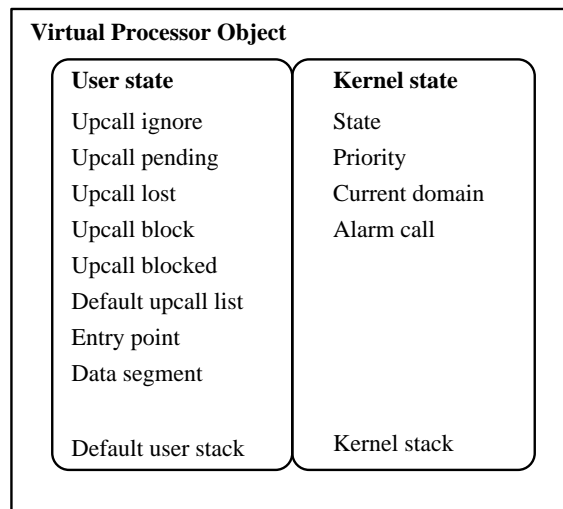 Virtual Processor Object
User state
Upcall ignore
Upcall pending
Upcall lost
Upcall block
Upcall blocked
Default upcall list
Entry point
Data segment
Default user stack
Kernel state
State
Priority
Current domain
Alarm call
Kernel stack